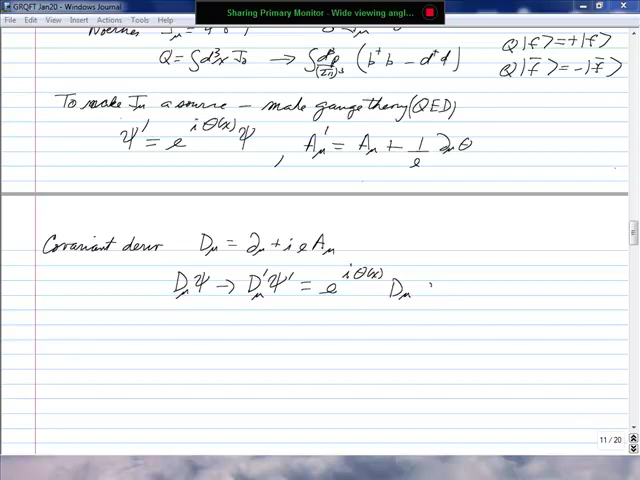 Sharing Primary Monitor - Wide viewing angl...
GRQFT Jan20 - Windows Journal
File Edit View Insert Actions Tools Help
Q = ∫d³x J₀ → ∫ d³p/(2π)³ (b†b − d†d)
Q|f> = +|f>
Q|f̄> = −|f̄>
To make Jμ a source – make gauge theory (QED)
Ψ' = e^{iθ(x)} Ψ , Aμ' = Aμ + 1/e ∂μθ
Covariant deriv Dμ = ∂μ + i e Aμ
DμΨ → D'μΨ' = e^{iθ(x)} Dμ
11 / 20